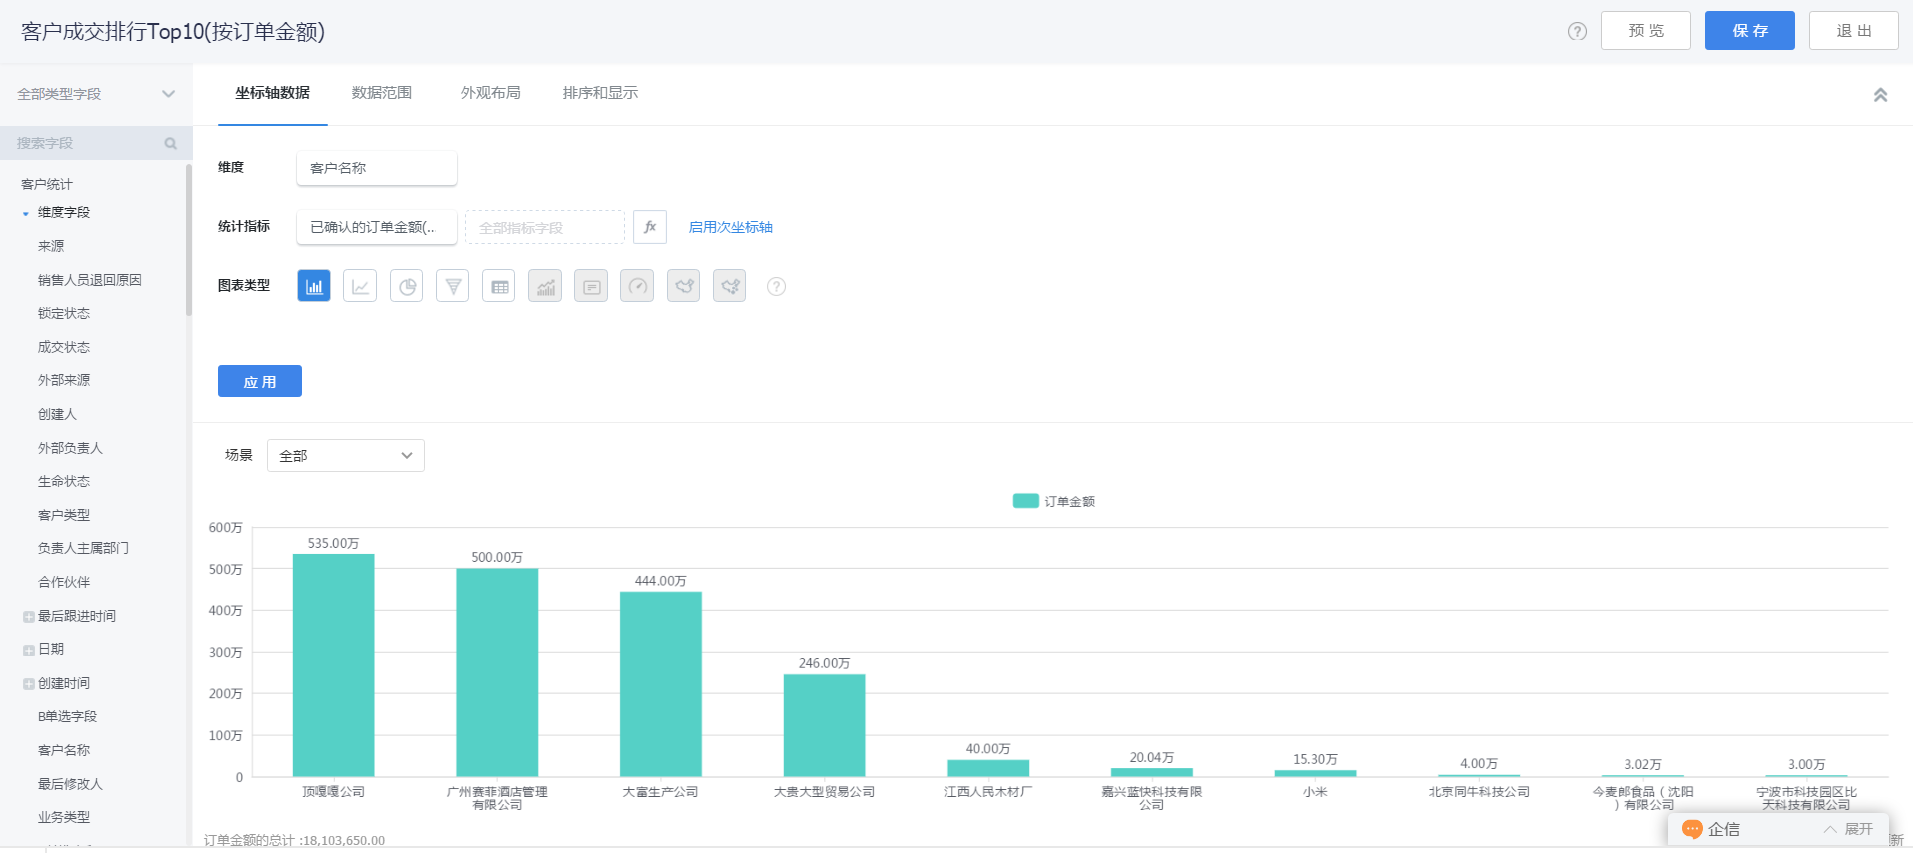 客户成交排行Top10(按订单金额)
?
预 览
保 存
退 出
全部类型字段
搜索字段
客户统计
维度字段
来源
销售人员退回原因
锁定状态
成交状态
外部来源
创建人
外部负责人
生命状态
客户类型
负责人主属部门
合作伙伴
最后跟进时间
日期
创建时间
B单选字段
客户名称
最后修改人
业务类型
坐标轴数据
数据范围
外观布局
排序和显示
维度
客户名称
统计指标
已确认的订单金额(...
全部指标字段
fx
启用次坐标轴
图表类型
?
应 用
场景
全部
订单金额
600万
500万
400万
300万
200万
100万
0
535.00万
500.00万
444.00万
246.00万
40.00万
20.04万
15.30万
4.00万
3.02万
3.00万
顶嘎嘎公司
广州赛菲酒店管理
有限公司
大富生产公司
大贵大型贸易公司
江西人民木材厂
嘉兴蓝快科技有限
公司
小米
北京同牛科技公司
今麦郎食品（沈阳
）有限公司
宁波市科技园区比
天科技有限公司
订单金额的总计 :18,103,650.00
企信
展开
新